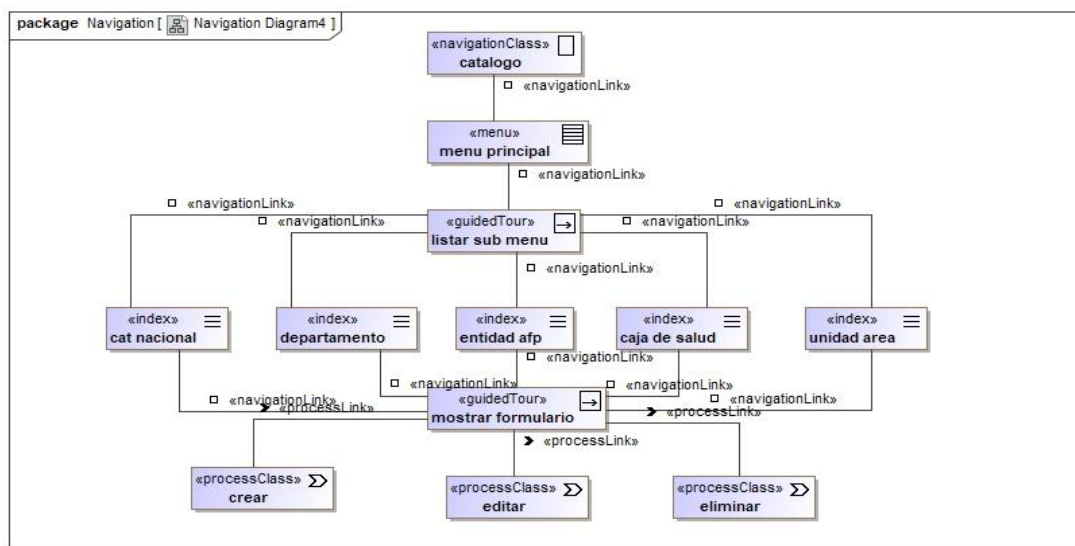 package Navigation [ Navigation Diagram4 ]
«navigationClass»
catalogo
«navigationLink»
«menu»
menu principal
«navigationLink»
«navigationLink»
«navigationLink»
«guidedTour»
listar sub menu
«navigationLink»
«navigationLink»
«navigationLink»
«index»
cat nacional
«index»
departamento
«index»
entidad afp
«index»
caja de salud
«index»
unidad area
«navigationLink»
«navigationLink»
«navigationLink»
«navigationLink»
«navigationLink»
«guidedTour»
mostrar formulario
«processLink»
«processLink»
«processLink»
«processClass»
crear
«processClass»
editar
«processClass»
eliminar